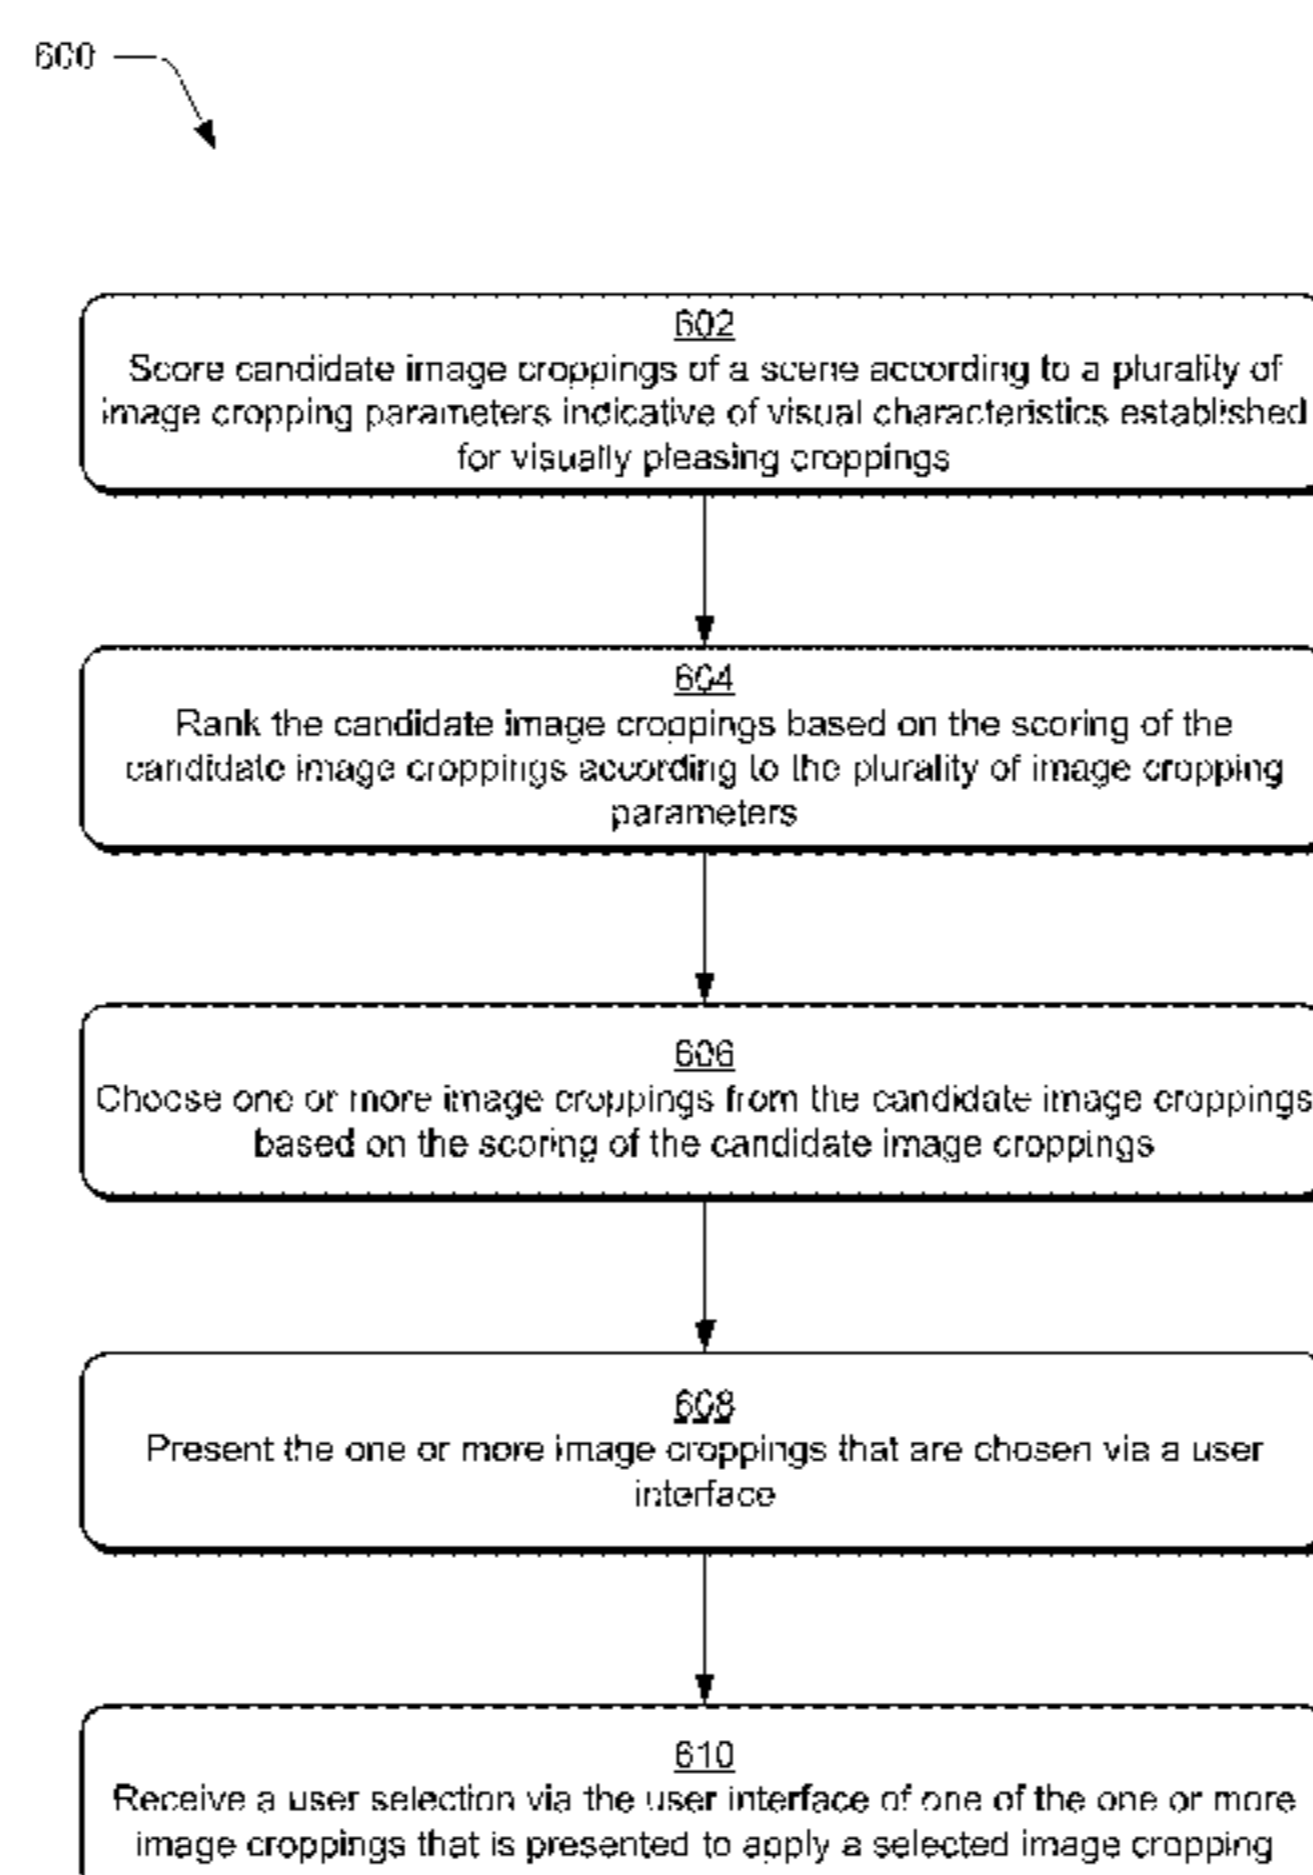 600
602
Score candidate image croppings of a scene according to a plurality of
image cropping parameters indicative of visual characteristics established
for visually pleasing croppings
604
Rank the candidate image croppings based on the scoring of the
candidate image croppings according to the plurality of image cropping
parameters
606
Choose one or more image croppings from the candidate image croppings
based on the scoring of the candidate image croppings
608
Present the one or more image croppings that are chosen via a user
interface
610
Receive a user selection via the user interface of one of the one or more
image croppings that is presented to apply a selected image cropping